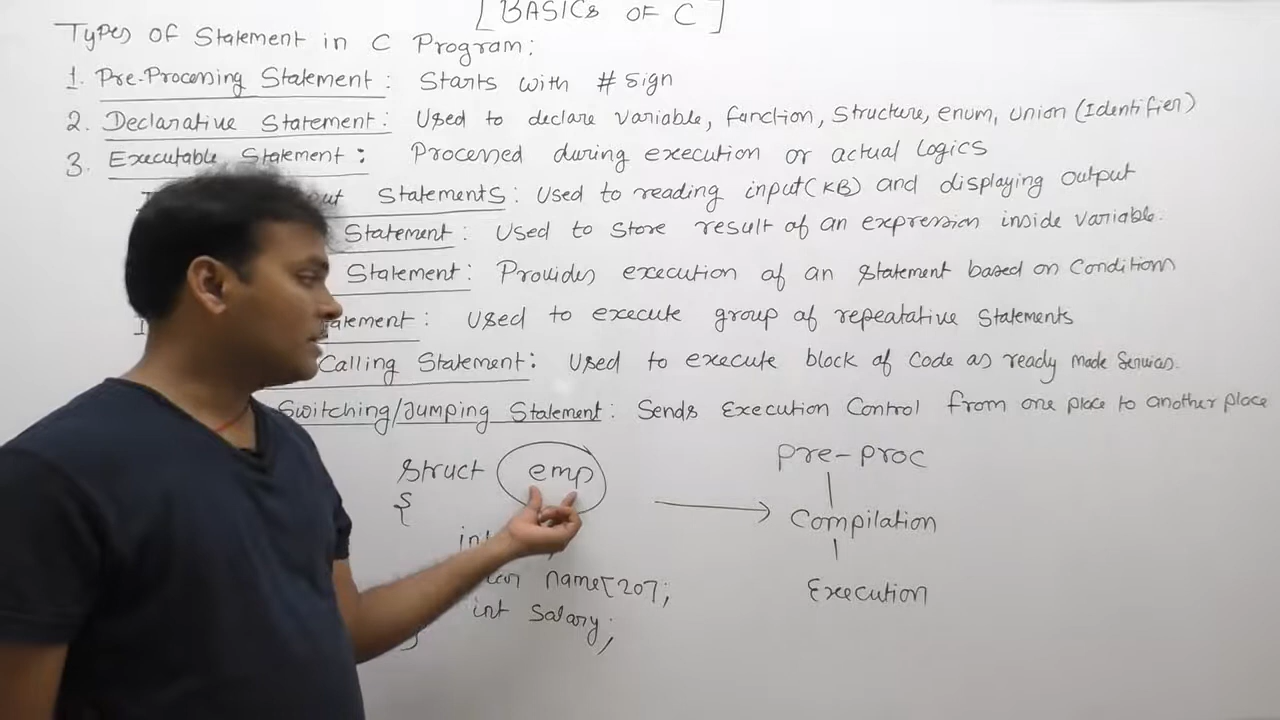 [BASICS OF C]
Types of Statement in C Program:
1. Pre-Processing Statement: Starts with # sign
2. Declarative Statement: Used to declare variable, function, structure, enum, union (Identifier)
3. Executable Statement: Processed during execution or actual logics
Statements: Used to reading input(KB) and displaying output
Statement: Used to store result of an expression inside variable.
Statement: Provides execution of an statement based on Condition
Used to execute group of repeatative Statements
Calling Statement: Used to execute block of code as ready made services.
Switching/Jumping Statement: Sends Execution Control from one place to another place
struct emp
{
int
name[20];
int salary;
pre-proc
Compilation
Execution